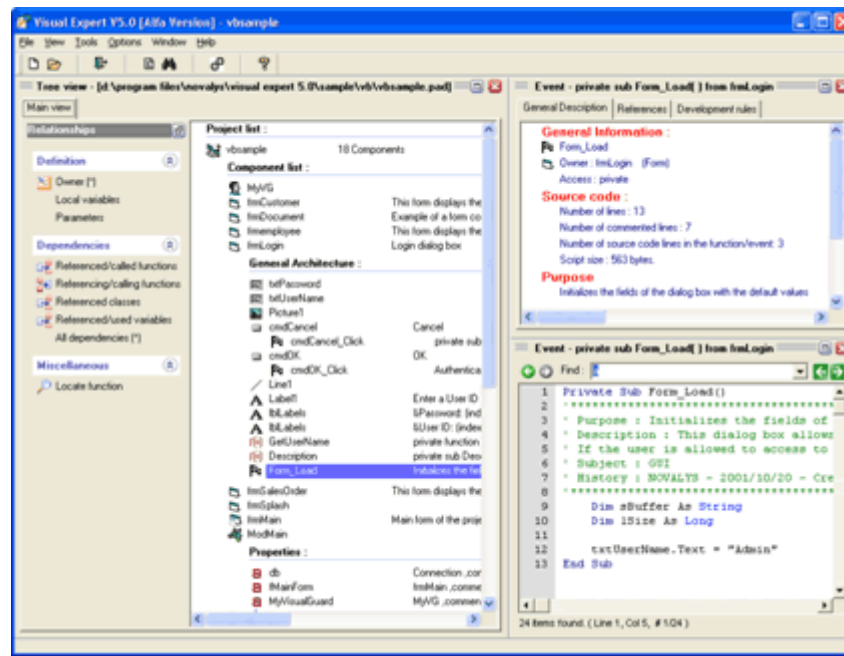 Visual Expert V5.0 [Alfa Version] - vbsample
File View Tools Options Window Help
Tree view - [d:\program files\novalys\visual expert 5.0\sample\vb\vbsample.pad]
Main view
Relationships
Definition
Owner (*)
Local variables
Parameters
Dependencies
Referenced/called functions
Referencing/calling functions
Referenced classes
Referenced/used variables
All dependencies (*)
Miscellaneous
Locate function
Project list :
vbsample 18 Components
Component list :
MyVG
frmCustomer This form displays the
frmDocument Example of a form co
frmemployee This form displays the
frmLogin Login dialog box
General Architecture :
txtPassword
txtUserName
Picture1
cmdCancel Cancel
cmdCancel_Click private sub
cmdOK OK
cmdOK_Click Authentica
Line1
Label1 Enter a User ID
lblLabels &Password: (ind
lblLabels &User ID: (index
GetUserName private function
Description private sub Desc
Form_Load Initializes the fiel
frmSalesOrder This form displays the
frmSplash
frmMain Main form of the proje
ModMain
Properties :
db Connection ,con
fMainForm frmMain ,comme
MyVisualGuard MyVG ,commen
Event - private sub Form_Load( ) from frmLogin
General Description References Development rules
General Information :
Form_Load
Owner : frmLogin (Form)
Access : private
Source code :
Number of lines : 13
Number of commented lines : 7
Number of source code lines in the function/event: 3
Script size : 563 bytes.
Purpose
Initializes the fields of the dialog box with the default values
Event - private sub Form_Load( ) from frmLogin
Find :
1 Private Sub Form_Load()
2
3 ' Purpose : Initializes the fields of
4 ' Description : This dialog box allows
5 ' If the user is allowed to access to
6 ' Subject : GUI
7 ' History : NOVALYS - 2001/10/20 - Cre
8
9 Dim sBuffer As String
10 Dim lSize As Long
11
12 txtUserName.Text = "Admin"
13 End Sub
24 items found. ( Line 1, Col 5, # 1/24 )